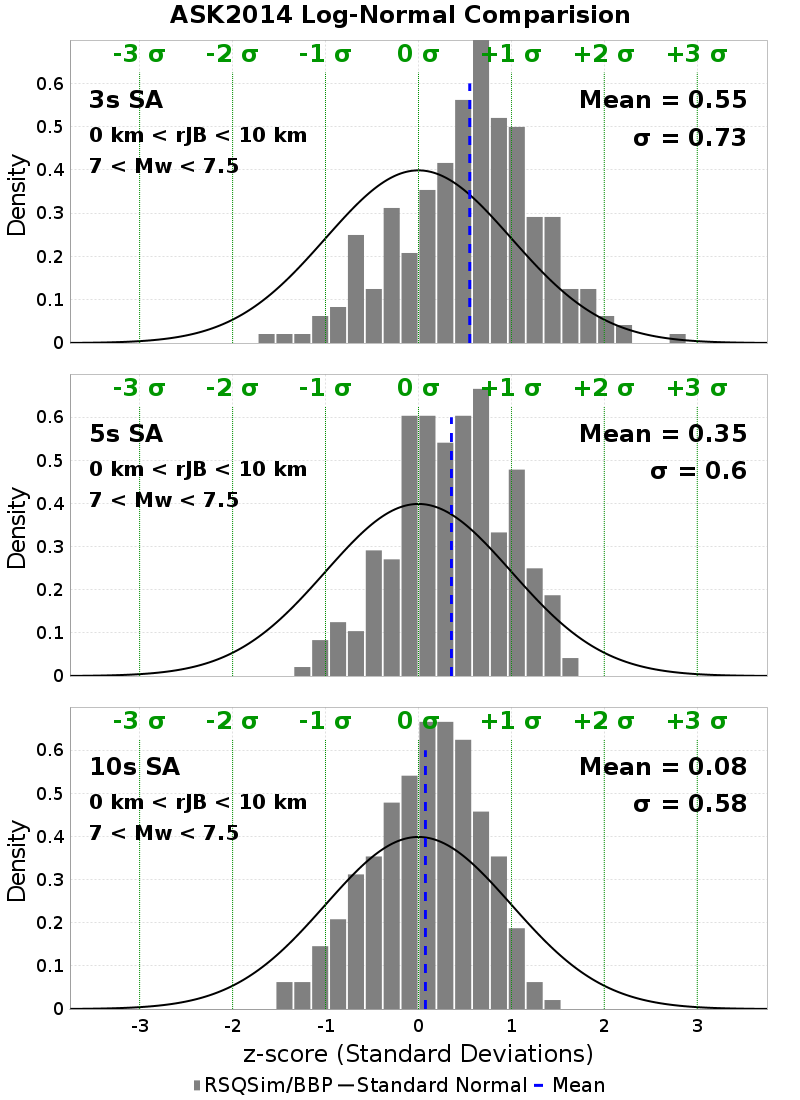 ASK2014 Log-Normal Comparision
-3 σ -2 σ -1 σ 0 σ +1 σ +2 σ +3 σ
3s SA
Mean = 0.55
0 km < rJB < 10 km
σ = 0.73
7 < Mw < 7.5
0.6
0.5
0.4
0.3
0.2
0.1
0
Density
-3 σ -2 σ -1 σ 0 σ +1 σ +2 σ +3 σ
5s SA
Mean = 0.35
0 km < rJB < 10 km
σ = 0.6
7 < Mw < 7.5
0.6
0.5
0.4
0.3
0.2
0.1
0
Density
-3 σ -2 σ -1 σ 0 σ +1 σ +2 σ +3 σ
10s SA
Mean = 0.08
0 km < rJB < 10 km
σ = 0.58
7 < Mw < 7.5
0.6
0.5
0.4
0.3
0.2
0.1
0
Density
-3 -2 -1 0 1 2 3
z-score (Standard Deviations)
RSQSim/BBP Standard Normal Mean